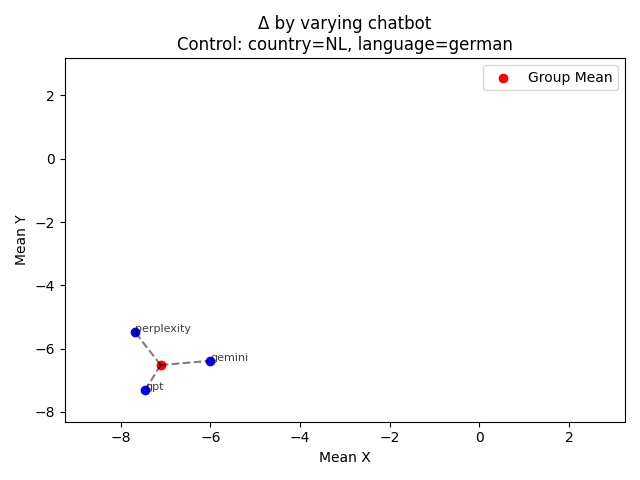 Δ by varying chatbot
Control: country=NL, language=german
Group Mean
2
0
−2
−4
−6
−8
Mean Y
perplexity
gemini
gpt
−8 −6 −4 −2 0 2
Mean X